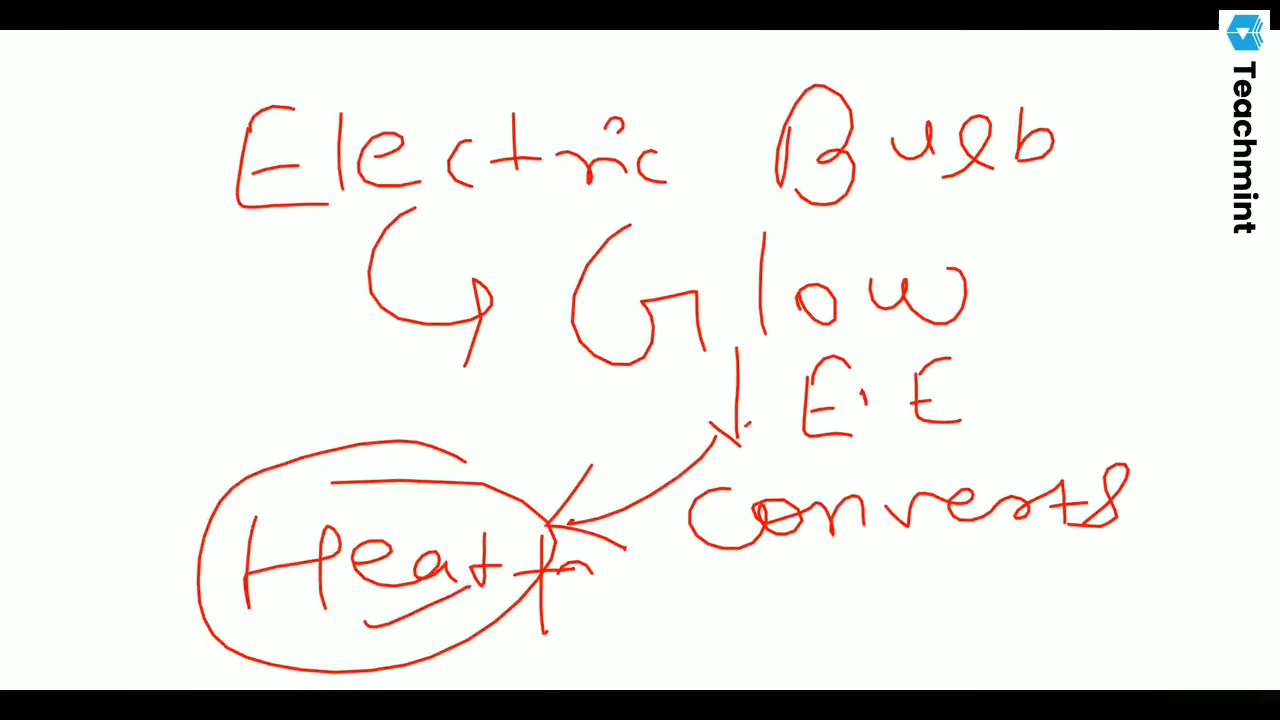 Electric Bulb
Glow
E.E
Converts
Heat +
Teachmint